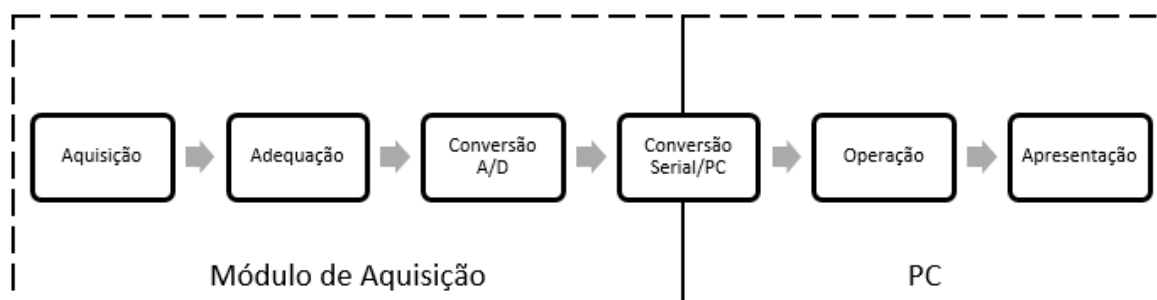 Aquisição
Adequação
Conversão
A/D
Conversão
Serial/PC
Operação
Apresentação
Módulo de Aquisição
PC